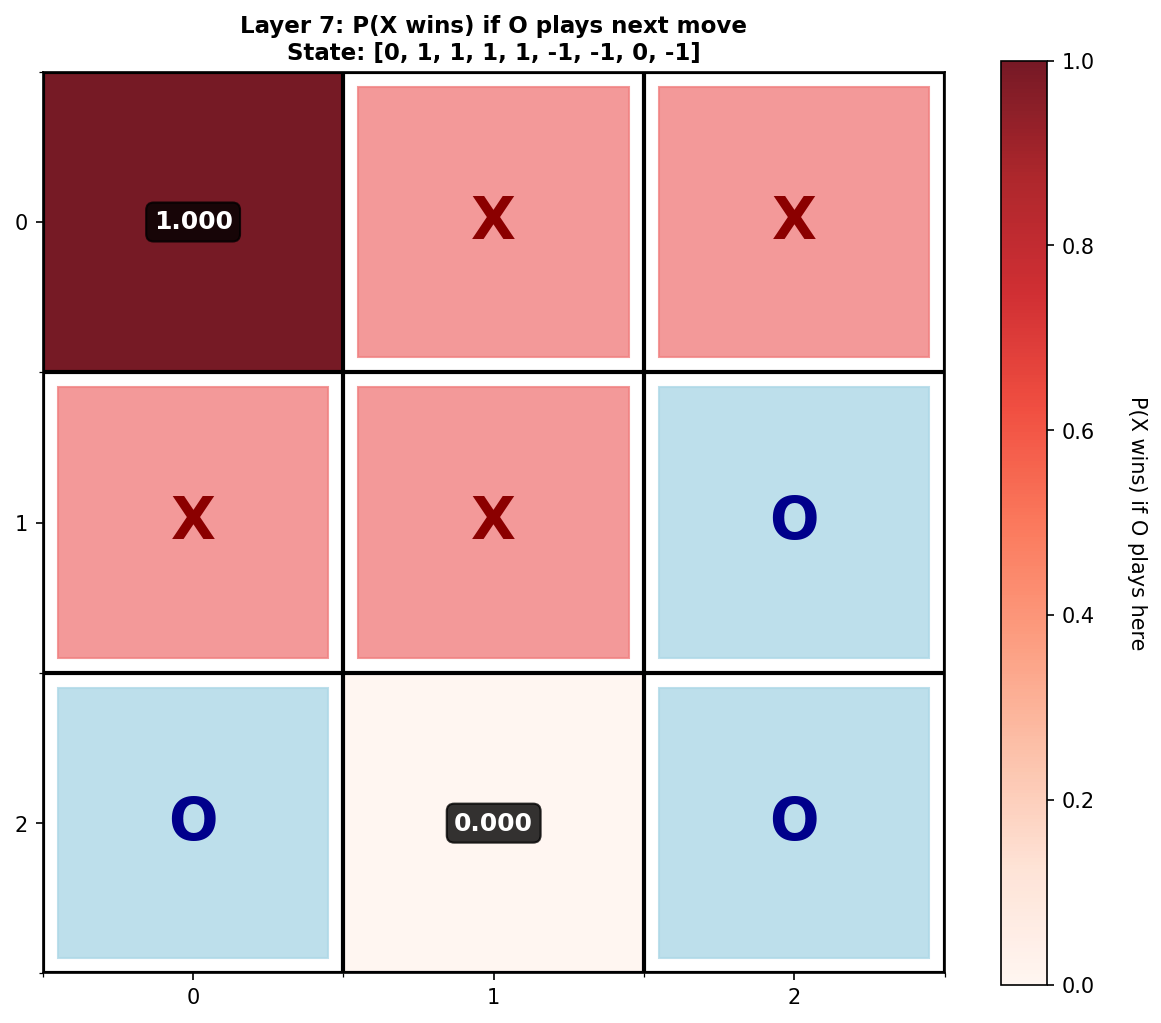 Layer 7: P(X wins) if O plays next move
State: [0, 1, 1, 1, 1, -1, -1, 0, -1]
0
1.000
X
X
1
X
X
O
2
O
0.000
O
0
1
2
1.0
0.8
0.6
0.4
0.2
0.0
P(X wins) if O plays here